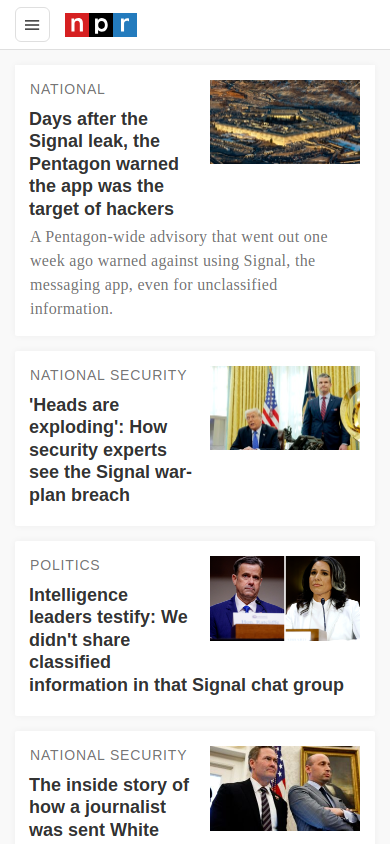 npr
NATIONAL
Days after the
Signal leak, the
Pentagon warned
the app was the
target of hackers
A Pentagon-wide advisory that went out one
week ago warned against using Signal, the
messaging app, even for unclassified
information.
NATIONAL SECURITY
'Heads are
exploding': How
security experts
see the Signal war-
plan breach
POLITICS
Intelligence
leaders testify: We
didn't share
classified
information in that Signal chat group
NATIONAL SECURITY
The inside story of
how a journalist
was sent White